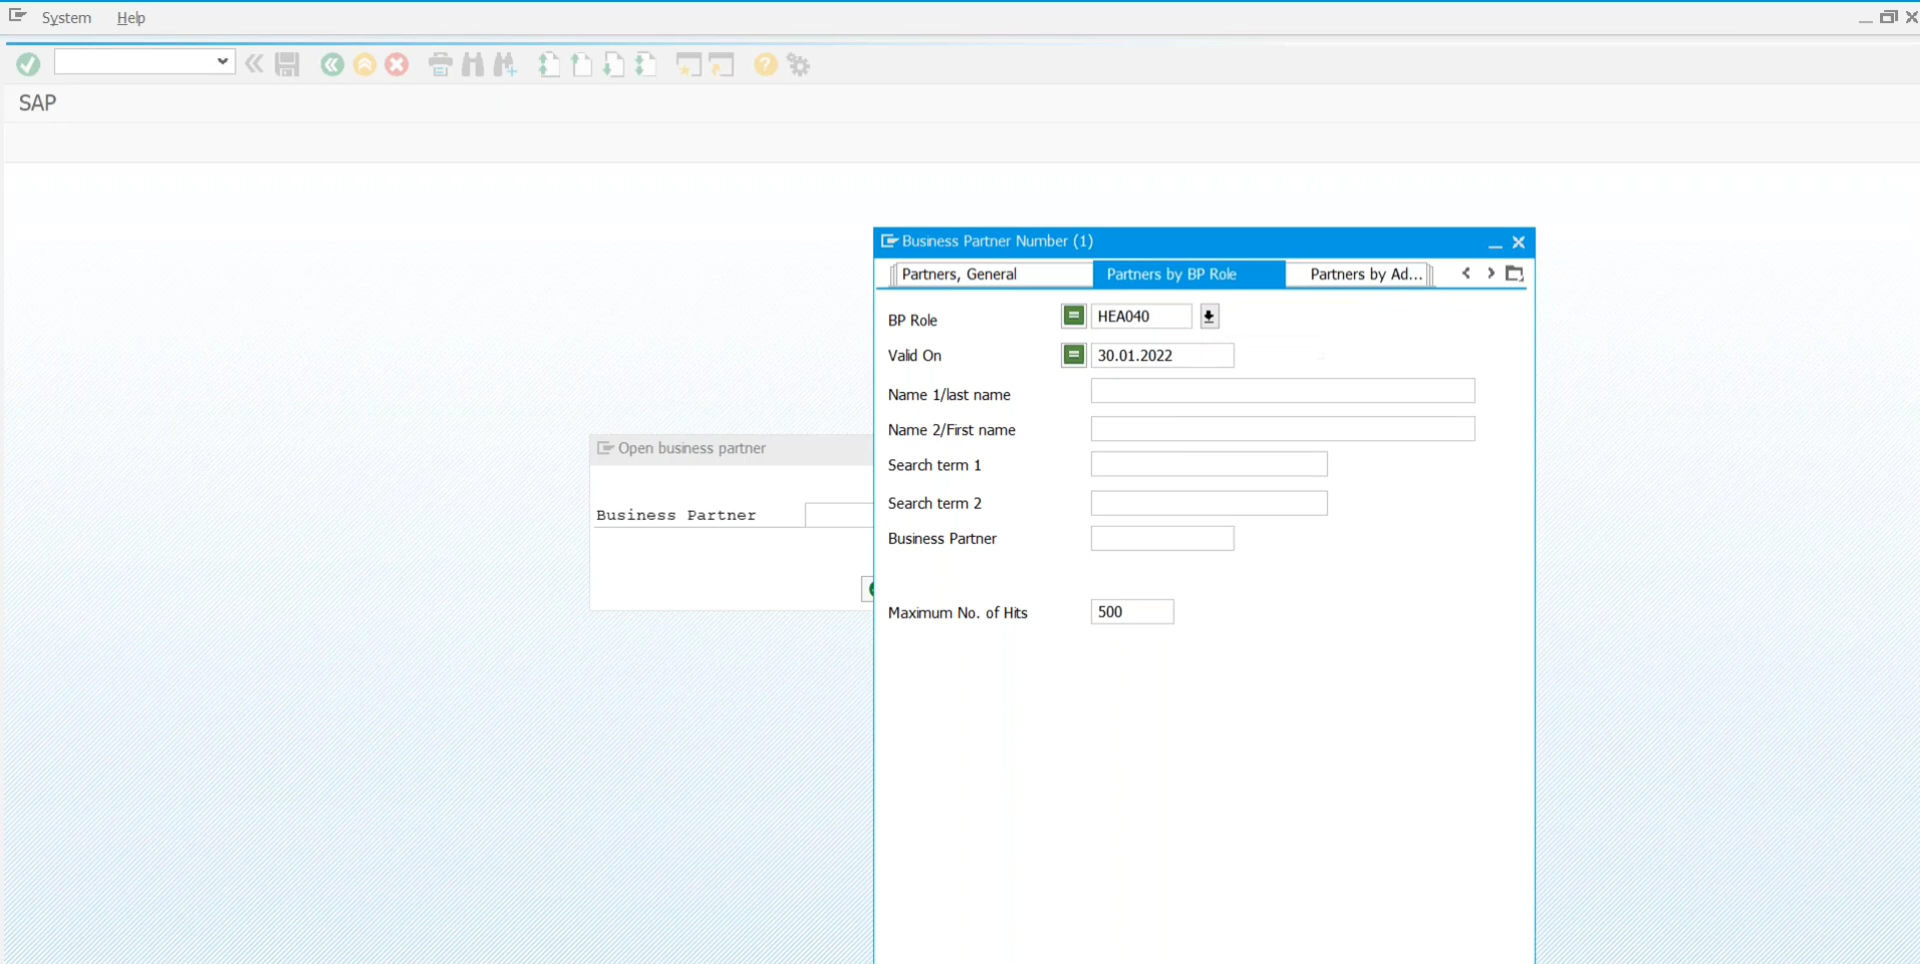 System Help
SAP
Business Partner Number (1)
Partners, General Partners by BP Role Partners by Ad...
BP Role HEA040
Valid On 30.01.2022
Name 1/last name
Name 2/First name
Open business partner
Search term 1
Search term 2
Business Partner
Business Partner
Maximum No. of Hits 500